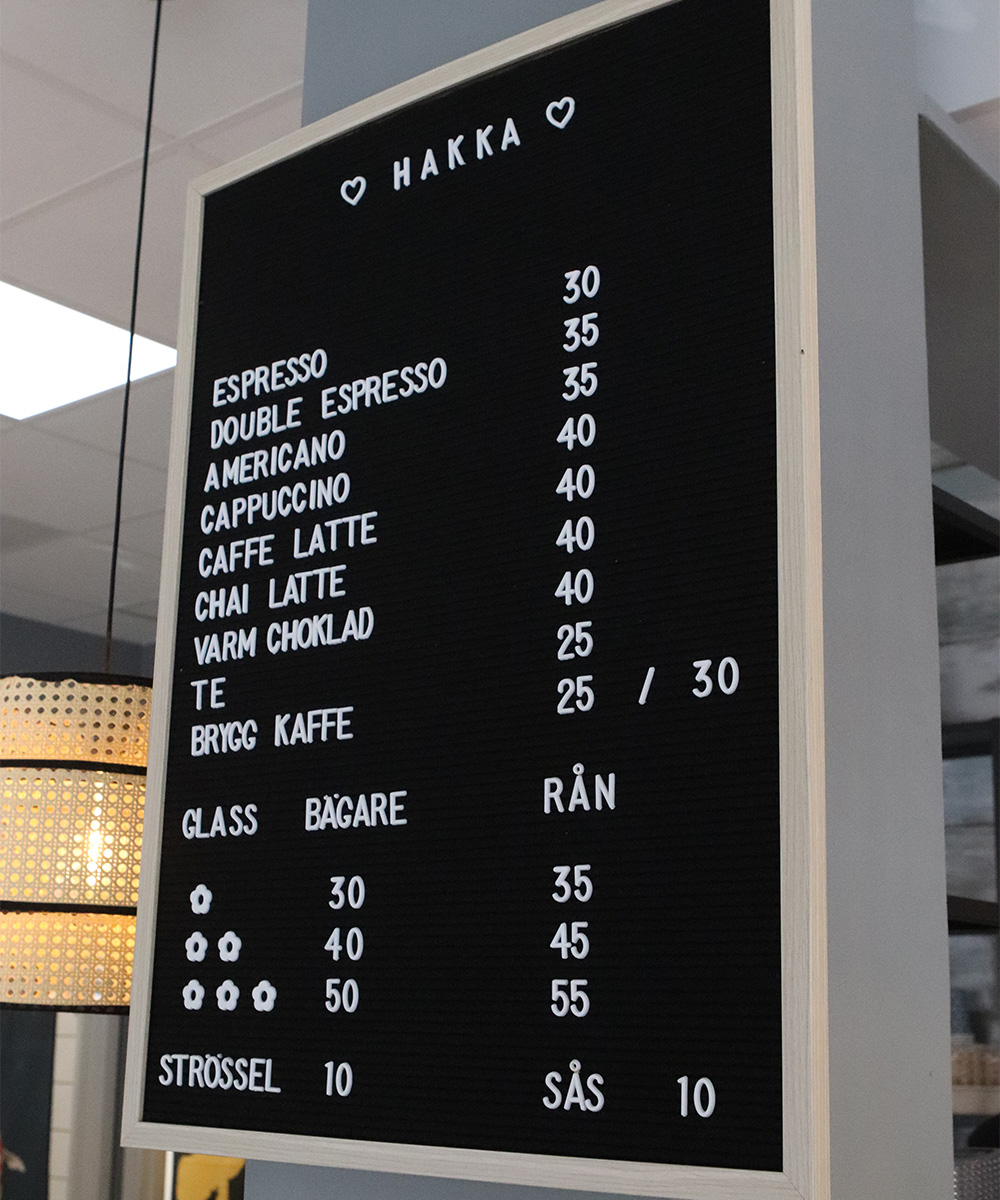 ♡ HAKKA ♡
ESPRESSO 30
DOUBLE ESPRESSO 35
AMERICANO 35
CAPPUCCINO 40
CAFFE LATTE 40
CHAI LATTE 40
VARM CHOKLAD 40
TE 25
BRYGG KAFFE 25 / 30
GLASS BÄGARE RÅN
30 35
40 45
50 55
STRÖSSEL 10 SÅS 10